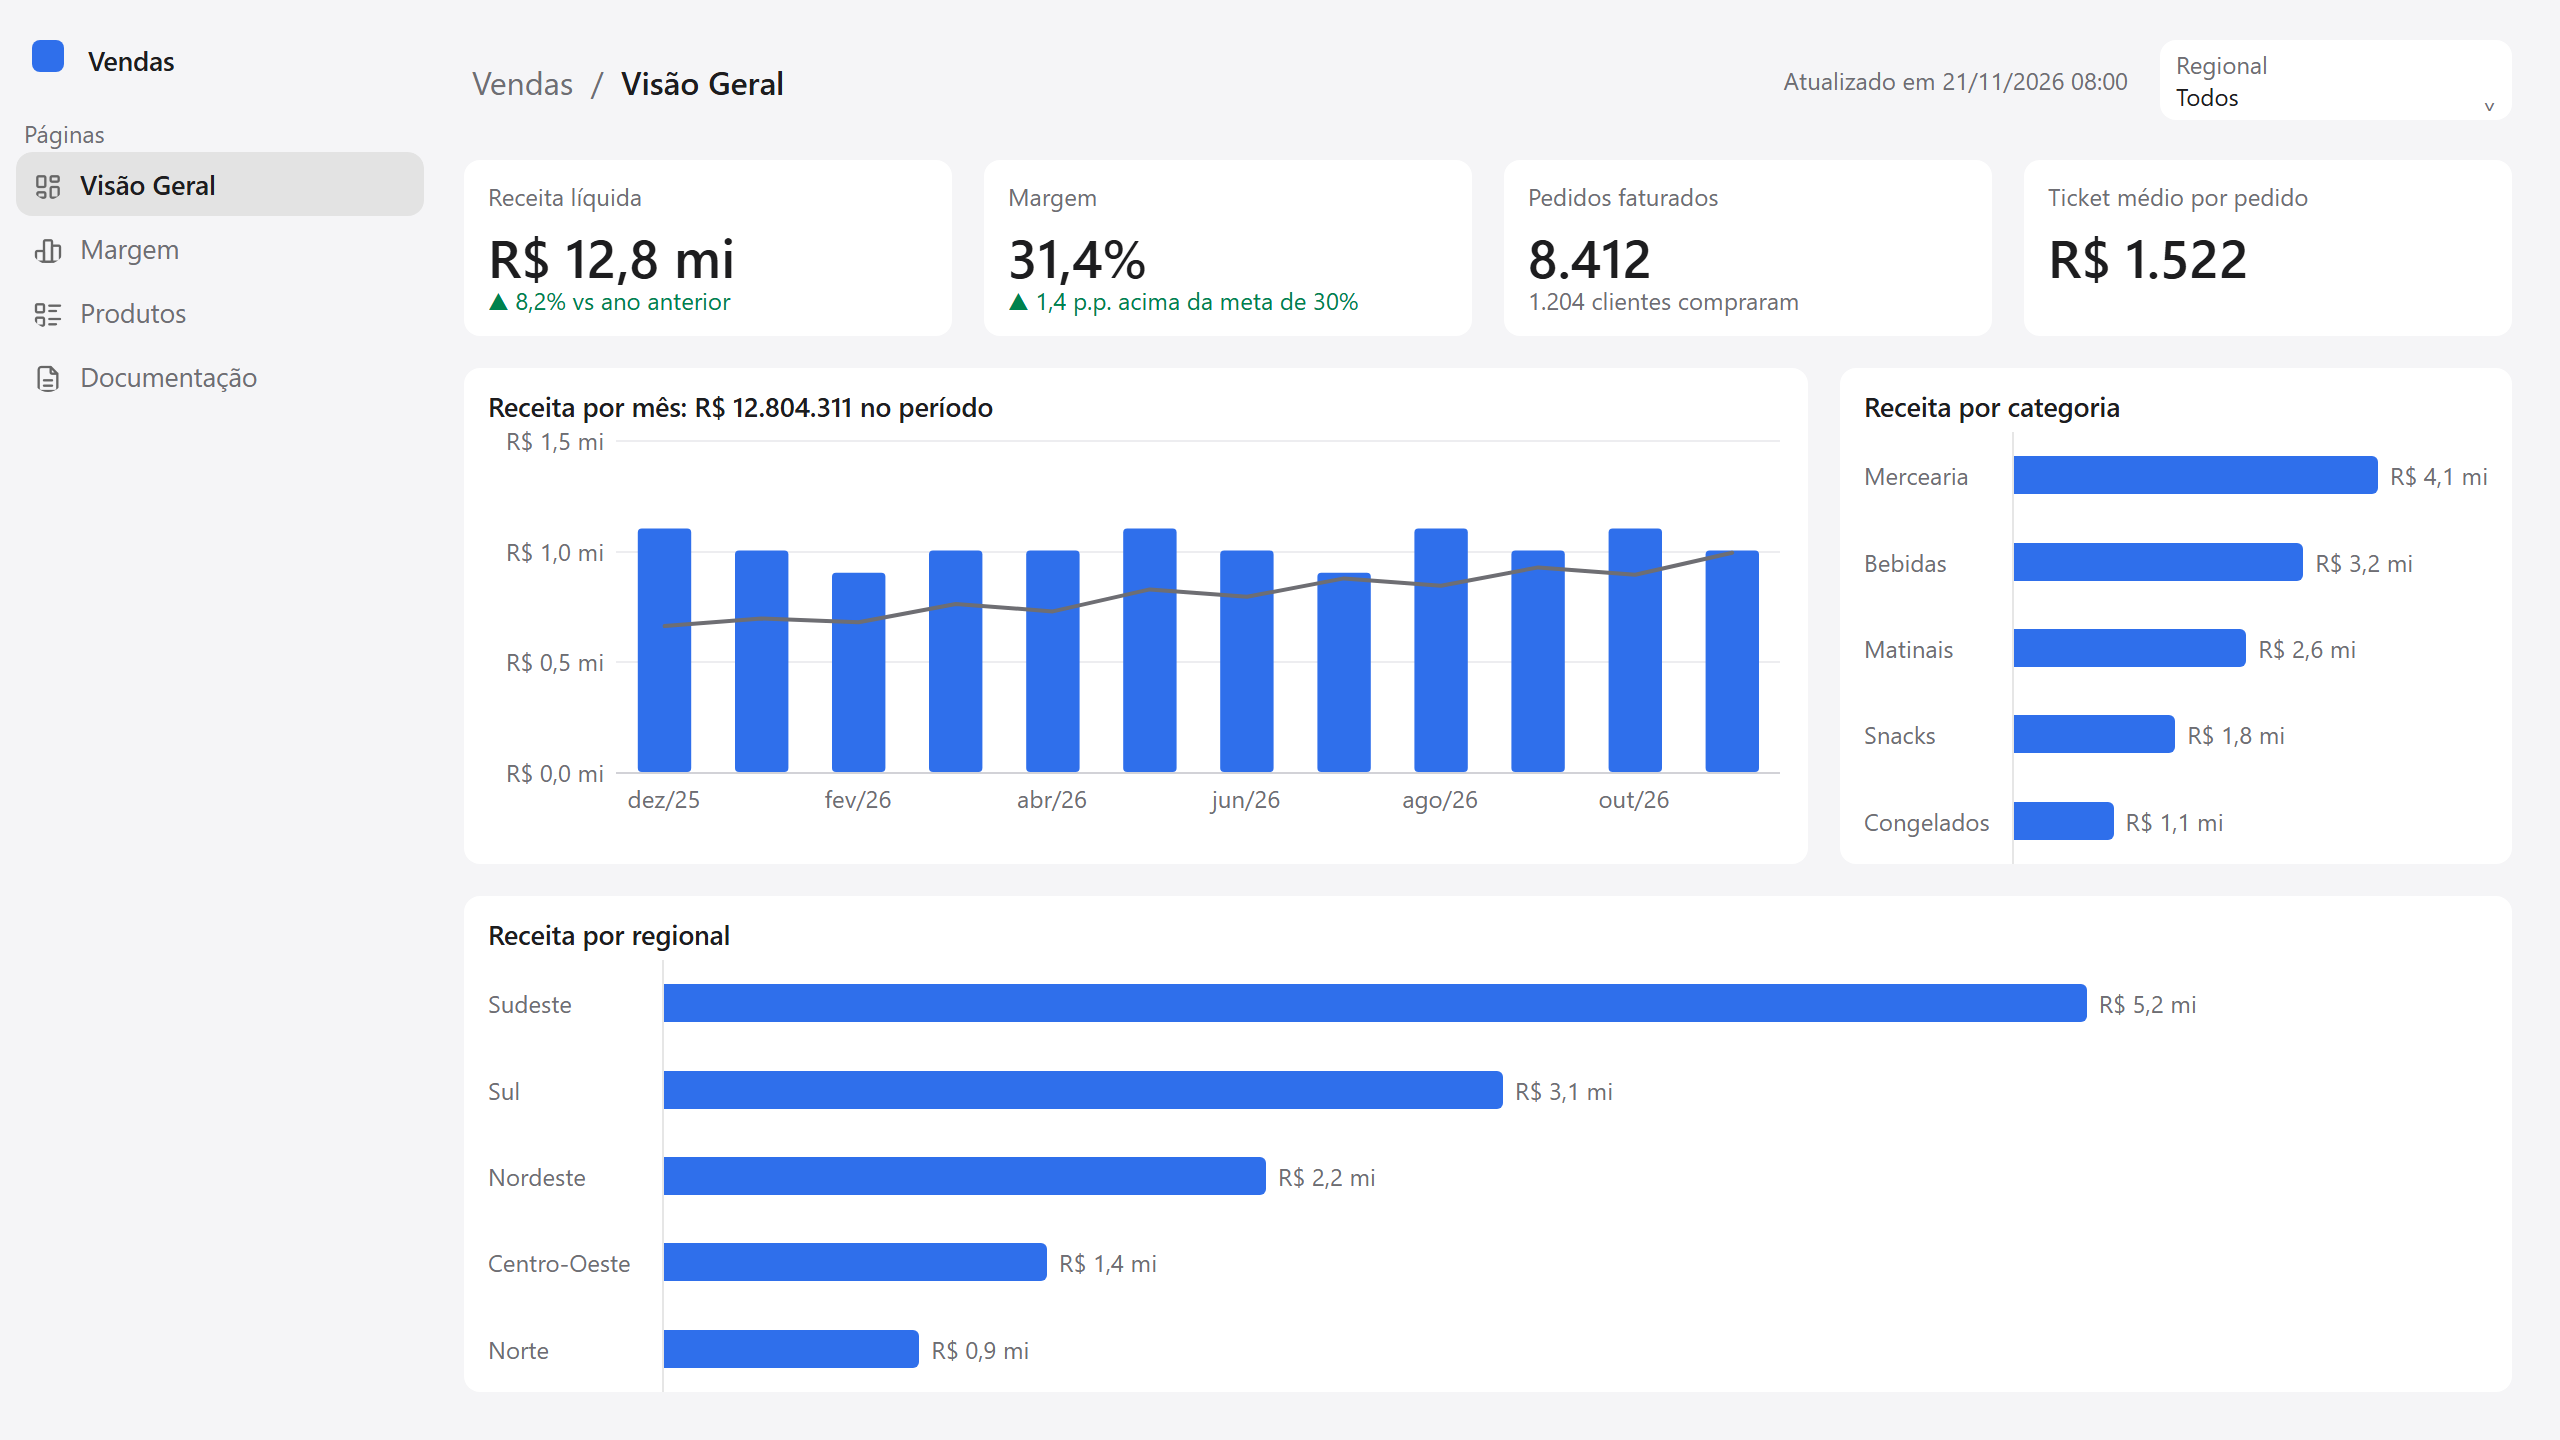 Vendas
Páginas
Visão Geral
Margem
Produtos
Documentação
Vendas / Visão Geral
Atualizado em 21/11/2026 08:00
Regional
Todos
Receita líquida
R$ 12,8 mi
▲ 8,2% vs ano anterior
Margem
31,4%
▲ 1,4 p.p. acima da meta de 30%
Pedidos faturados
8.412
1.204 clientes compraram
Ticket médio por pedido
R$ 1.522
Receita por mês: R$ 12.804.311 no período
R$ 1,5 mi
R$ 1,0 mi
R$ 0,5 mi
R$ 0,0 mi
dez/25 fev/26 abr/26 jun/26 ago/26 out/26
Receita por categoria
Mercearia R$ 4,1 mi
Bebidas R$ 3,2 mi
Matinais R$ 2,6 mi
Snacks R$ 1,8 mi
Congelados R$ 1,1 mi
Receita por regional
Sudeste R$ 5,2 mi
Sul R$ 3,1 mi
Nordeste R$ 2,2 mi
Centro-Oeste R$ 1,4 mi
Norte R$ 0,9 mi